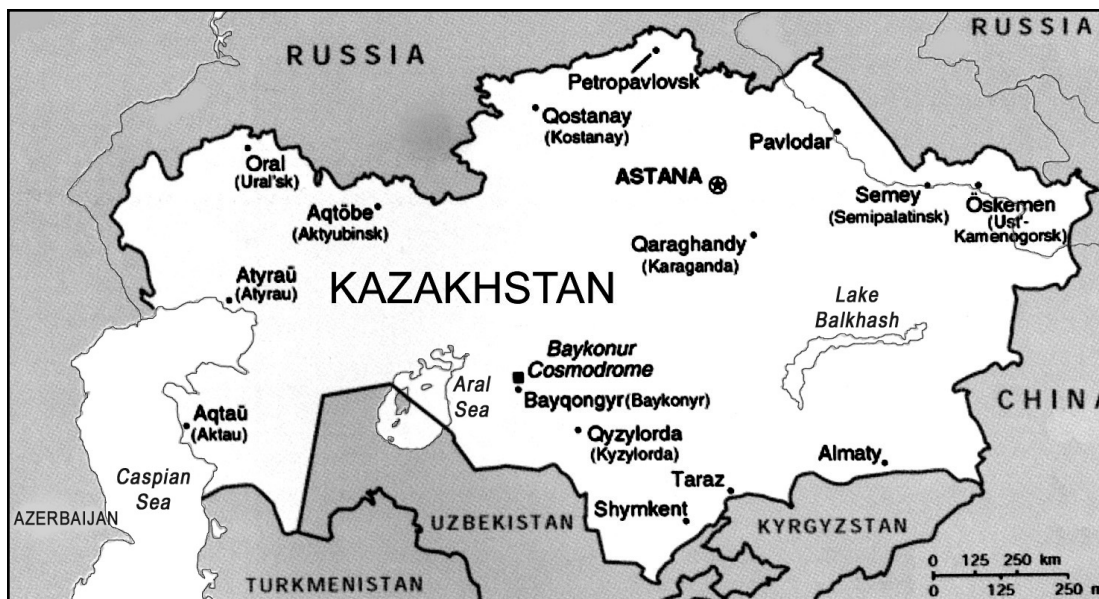 RUSSIA
RUSSIA
Petropavlovsk
Qostanay
(Kostanay)
Pavlodar
Oral
(Ural'sk)
ASTANA
Semey
(Semipalatinsk)
Öskemen
(Ust'-
Kamenogorsk)
Aqtöbe
(Aktyubinsk)
Qaraghandy
(Karaganda)
Atyraū
(Atyrau)
KAZAKHSTAN
Lake
Balkhash
Baykonur
Cosmodrome
Aral
Sea
Bayqongyr (Baykonyr)
CHINA
Aqtaū
(Aktau)
Qyzylorda
(Kyzylorda)
Almaty
Caspian
Sea
Taraz
Shymkent
AZERBAIJAN
UZBEKISTAN
KYRGYZSTAN
TURKMENISTAN
0 125 250 km
0 125 250 m